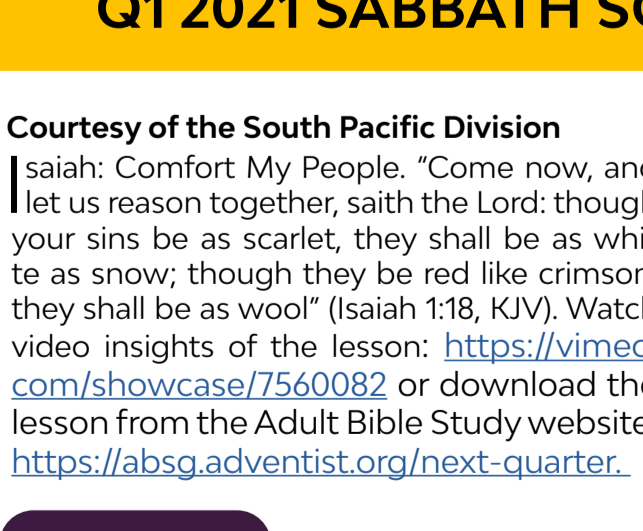 Q1 2021 SABBATH
Courtesy of the South Pacific Division
Isaiah: Comfort My People. “Come now, and
let us reason together, saith the Lord: though
your sins be as scarlet, they shall be as whi
te as snow; though they be red like crimson
they shall be as wool” (Isaiah 1:18, KJV). Watch
video insights of the lesson: https://vimeo
com/showcase/7560082 or download the
lesson from the Adult Bible Study website
https://absg.adventist.org/next-quarter.